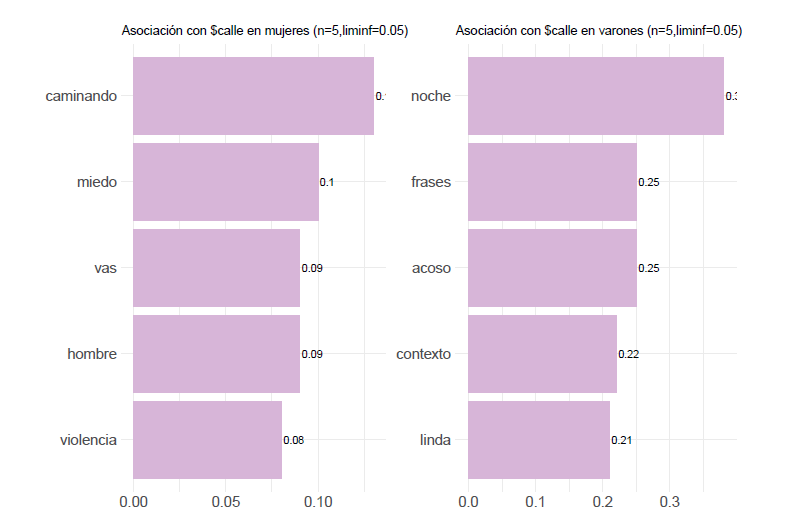 Asociación con $calle en mujeres (n=5,liminf=0.05)
caminando
miedo 0.1
vas 0.09
hombre 0.09
violencia 0.08
0.00 0.05 0.10
Asociación con $calle en varones (n=5,liminf=0.05)
noche
frases 0.25
acoso 0.25
contexto 0.22
linda 0.21
0.0 0.1 0.2 0.3